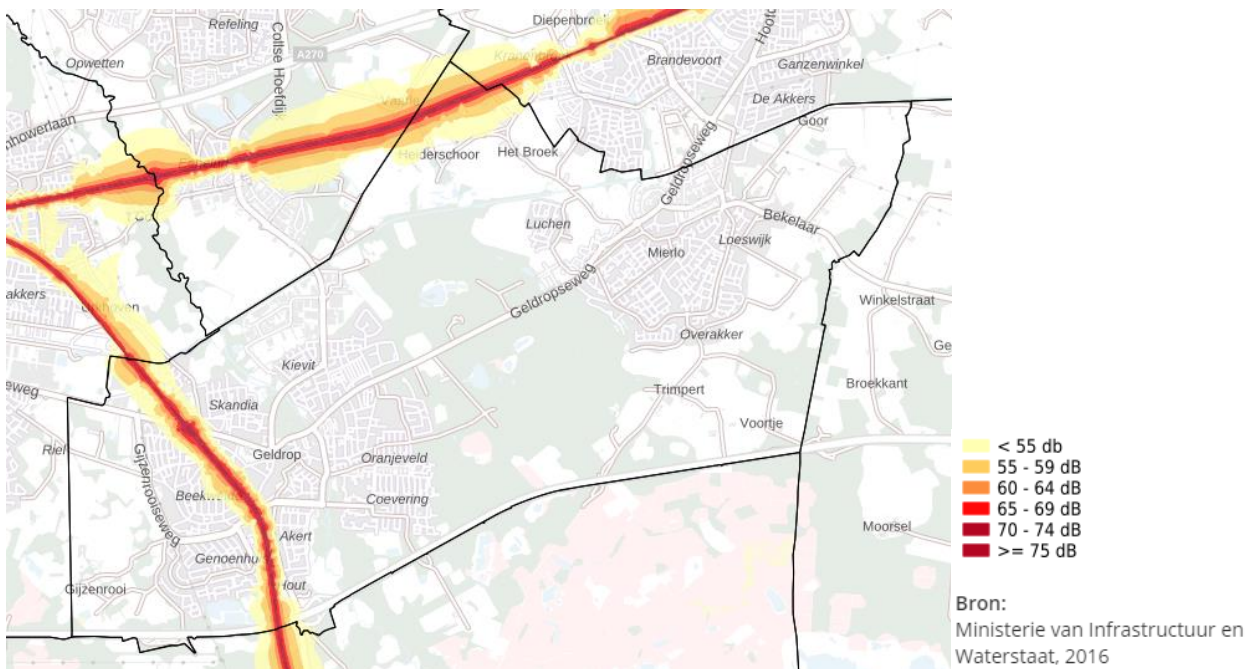 Refeling
Diepenbroek
Collse Hoefdijk
Opwetten
A270
Brandevoort
Ganzenwinkel
De Akkers
Goor
Heiderschoor
Het Broek
Geldropseweg
Luchen
Bekelaar
Mierlo
Loeswijk
akkers
Geldropseweg
Winkelstraat
Overakker
Ge
Kievit
Trimpert
Broekkant
Skandia
Voortje
Riel
Gijzenrooiseweg
Geldrop
Oranjeveld
Coevering
Moorsel
Akert
Genoenhu
Gijzenrooi
Hout
< 55 db
55 - 59 dB
60 - 64 dB
65 - 69 dB
70 - 74 dB
>= 75 dB
Bron:
Ministerie van Infrastructuur en
Waterstaat, 2016